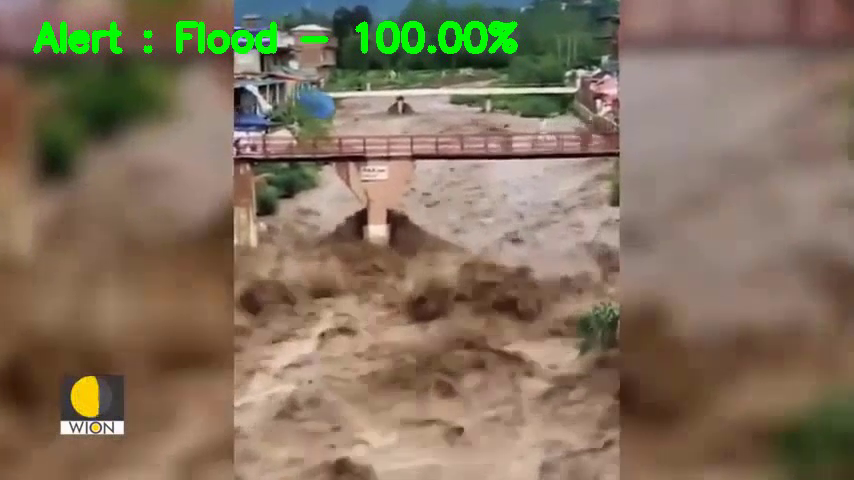 Alert : Flood - 100.00%
WION